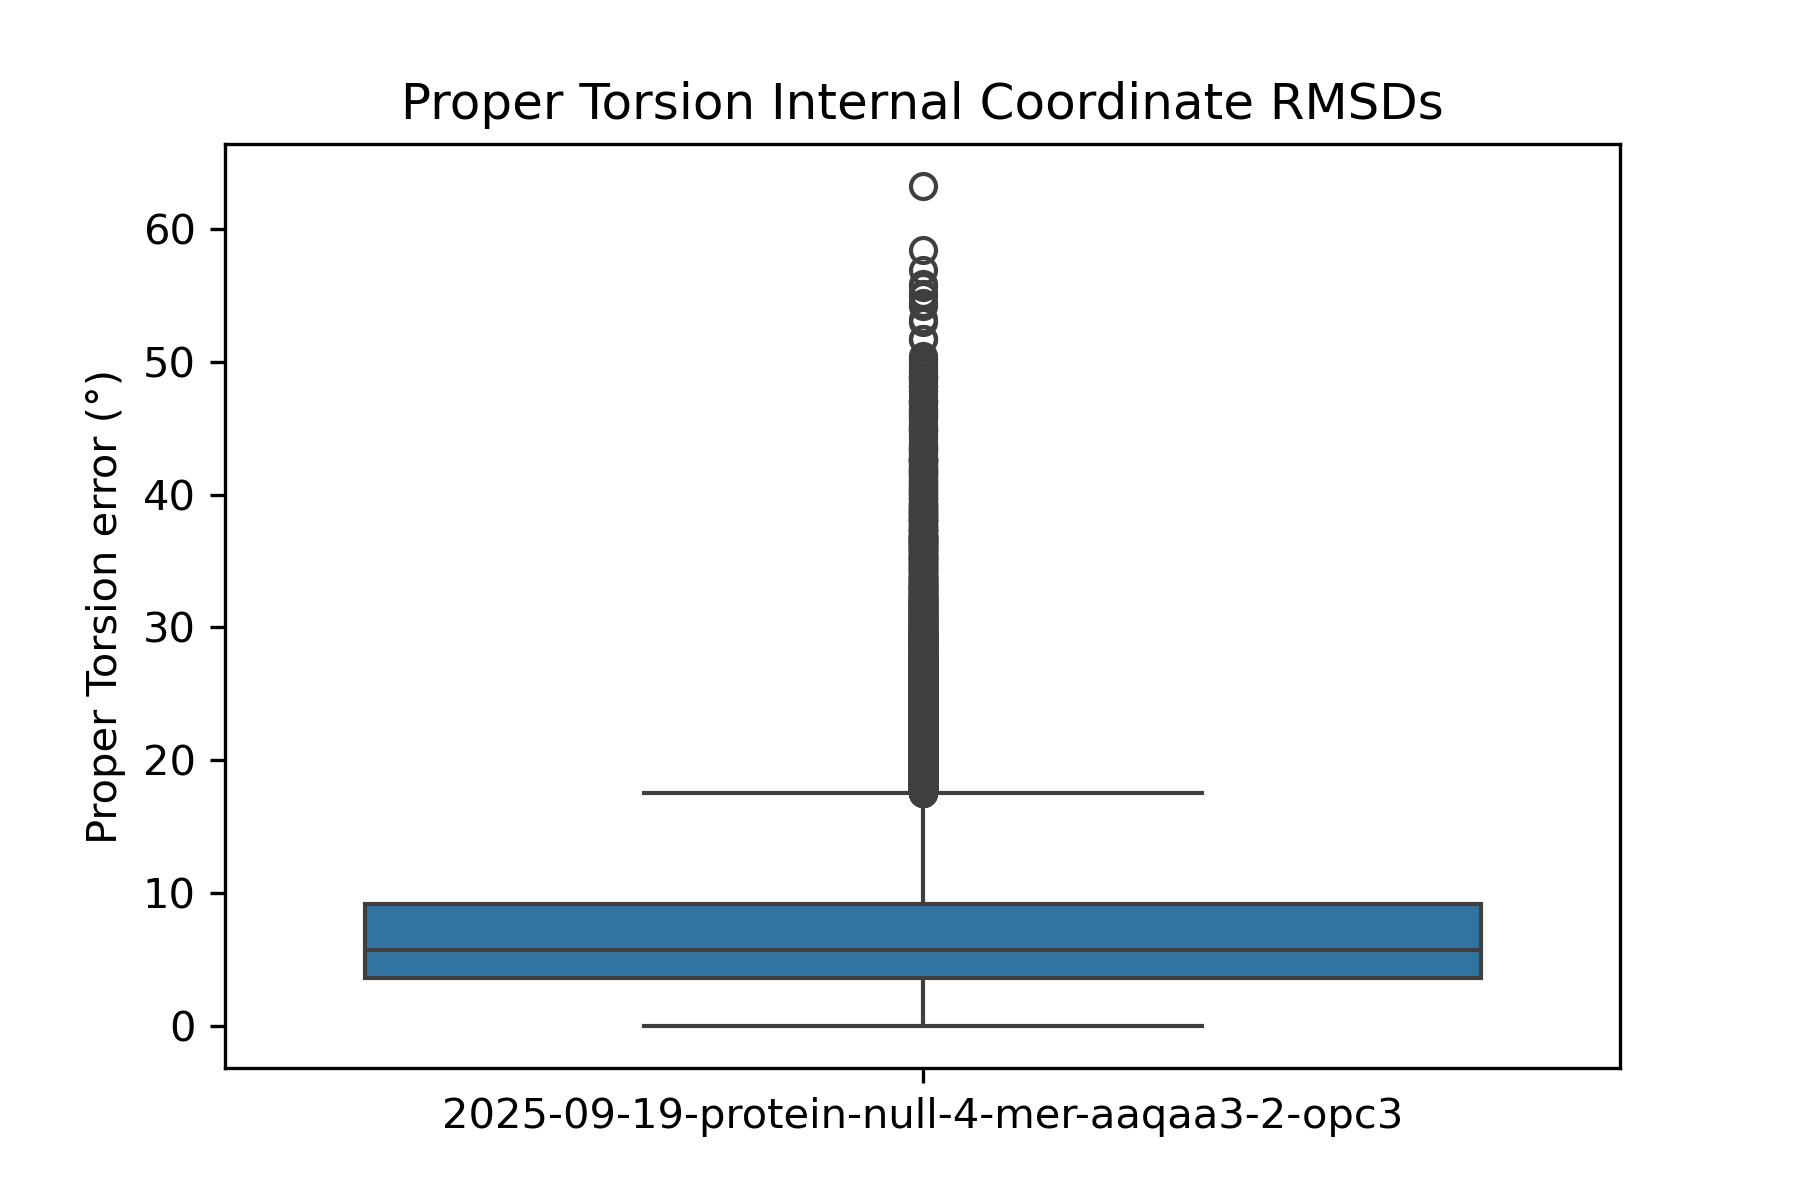 Proper Torsion Internal Coordinate RMSDs
Proper Torsion error (°)
60
50
40
30
20
10
0
2025-09-19-protein-null-4-mer-aaqaa3-2-opc3